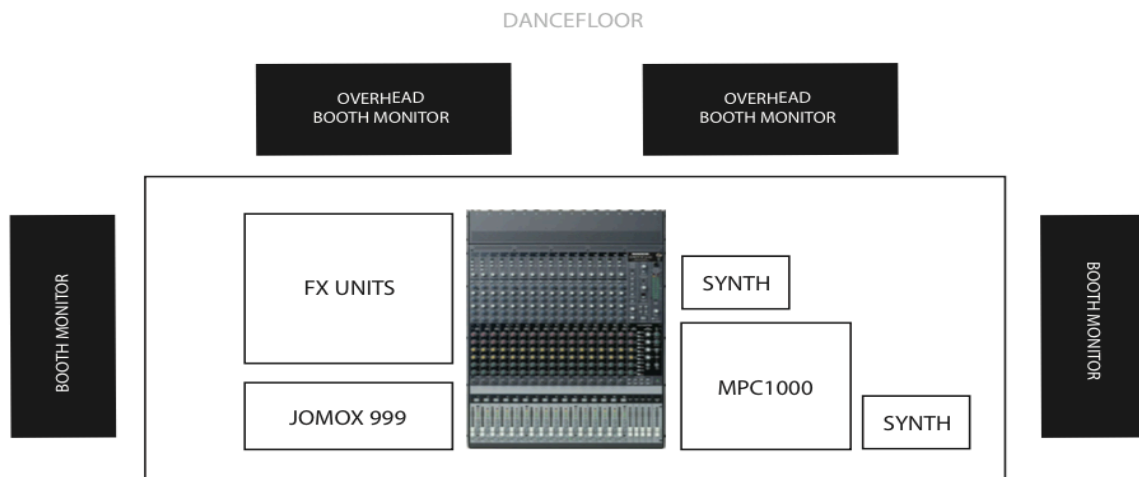 DANCEFLOOR
OVERHEAD
BOOTH MONITOR
OVERHEAD
BOOTH MONITOR
BOOTH MONITOR
FX UNITS
SYNTH
BOOTH MONITOR
MPC1000
JOMOX 999
SYNTH